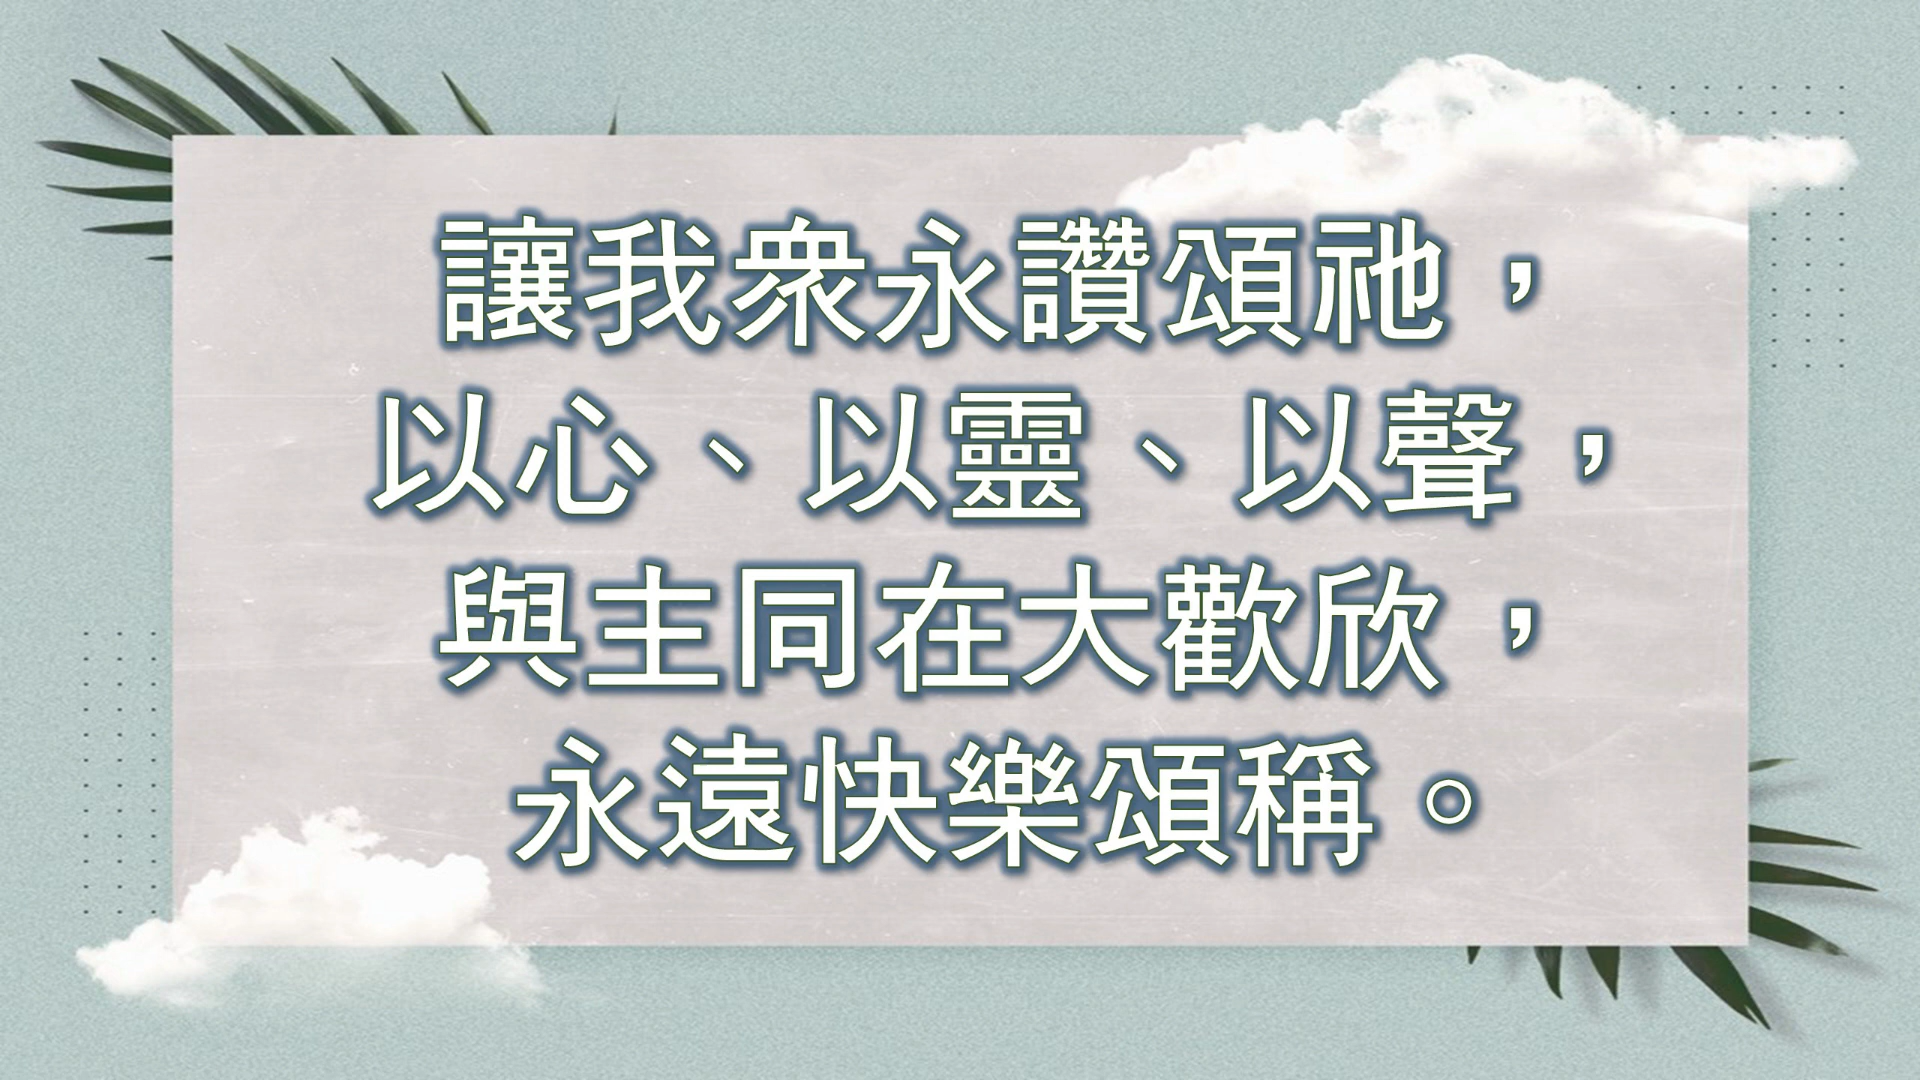 讓我衆永讚頌祂，
以心、以靈、以聲，
與主同在大歡欣，
永遠快樂頌稱。